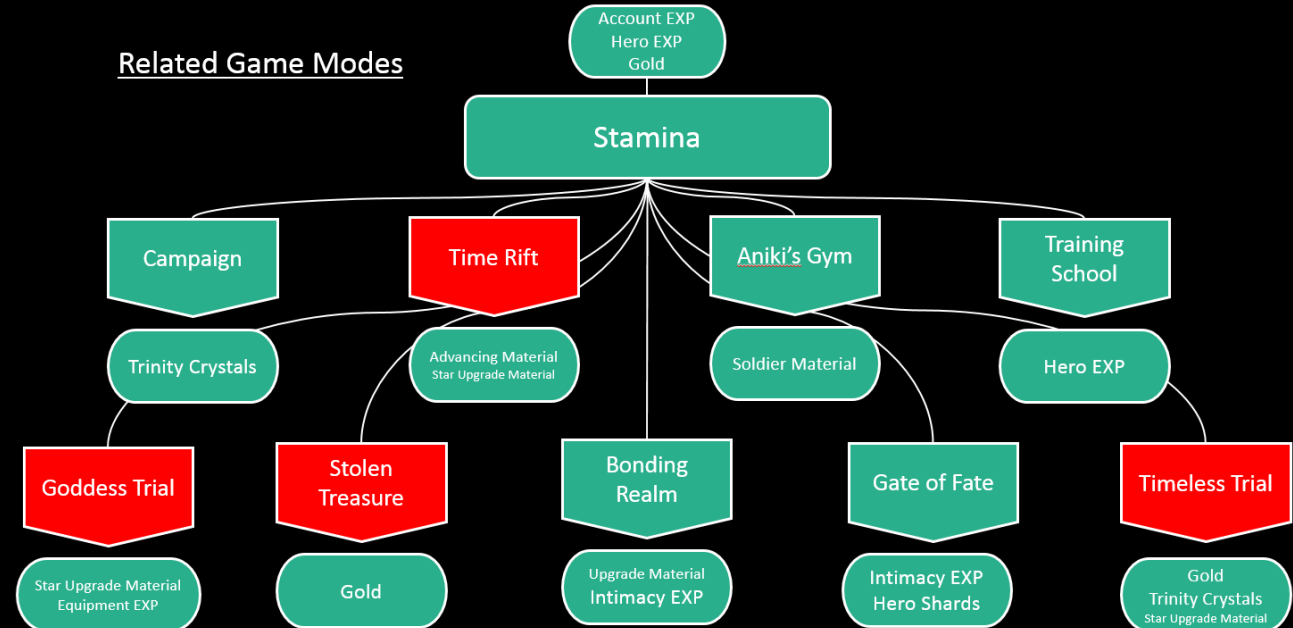 Account EXP
Hero EXP
Gold
Related Game Modes
Stamina
Campaign
Time Rift
Aniki's Gym
Training
School
Trinity Crystals
Advancing Material
Star Upgrade Material
Soldier Material
Hero EXP
Goddess Trial
Stolen
Treasure
Bonding
Realm
Gate of Fate
Timeless Trial
Star Upgrade Material
Equipment EXP
Gold
Upgrade Material
Intimacy EXP
Intimacy EXP
Hero Shards
Gold
Trinity Crystals
Star Upgrade Material